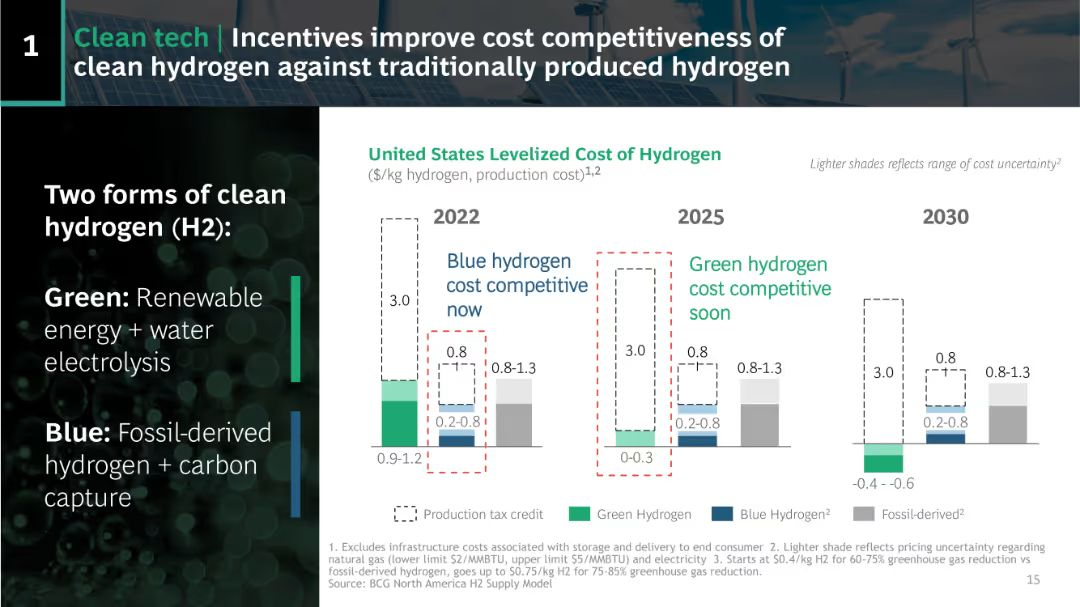 1
Clean tech | Incentives improve cost competitiveness of
clean hydrogen against traditionally produced hydrogen
Two forms of clean
hydrogen (H2):
Green: Renewable
energy + water
electrolysis
Blue: Fossil-derived
hydrogen + carbon
capture
United States Levelized Cost of Hydrogen
($/kg hydrogen, production cost)1,2
Lighter shades reflects range of cost uncertainty2
2022
3.0
0.9-1.2
Blue hydrogen
cost competitive
now
0.8
0.2-0.8
0.8-1.3
2025
3.0
0-0.3
Green hydrogen
cost competitive
soon
0.8
0.2-0.8
0.8-1.3
2030
3.0
-0.4 - -0.6
0.8
0.2-0.8
0.8-1.3
Production tax credit
Green Hydrogen
Blue Hydrogen2
Fossil-derived2
1. Excludes infrastructure costs associated with storage and delivery to end consumer 2. Lighter shade reflects pricing uncertainty regarding
natural gas (lower limit $2/MMBTU, upper limit $5/MMBTU) and electricity 3. Starts at $0.4/kg H2 for 60-75% greenhouse gas reduction vs
fossil-derived hydrogen, goes up to $0.75/kg H2 for 75-85% greenhouse gas reduction.
Source: BCG North America H2 Supply Model
15